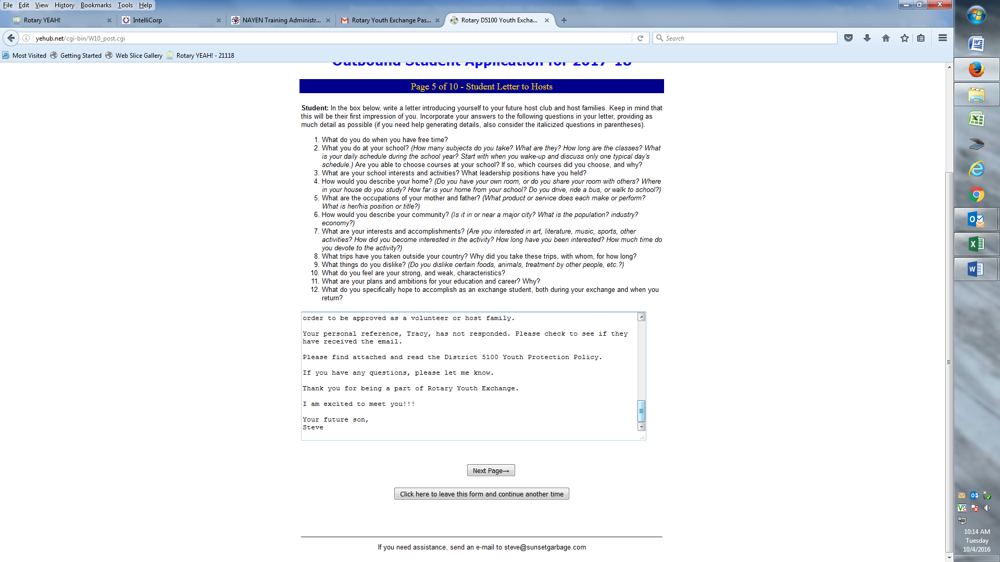 File Edit View History Bookmarks Tools Help
Rotary YEAH!
IntelliCorp
NAYEN Training Administr...
Rotary Youth Exchange Pas...
Rotary D5100 Youth Excha...
yehub.net/cgi-bin/W10_post.cgi
Search
Most Visited Getting Started Web Slice Gallery Rotary YEAH! - 21118
Outbound Student Application for 2017-18
Page 5 of 10 - Student Letter to Hosts
Student: In the box below, write a letter introducing yourself to your future host club and host families. Keep in mind that
this will be their first impression of you. Incorporate your answers to the following questions in your letter, providing as
much detail as possible (if you need help generating details, also consider the italicized questions in parentheses).
1. What do you do when you have free time?
2. What you do at your school? (How many subjects do you take? What are they? How long are the classes? What
is your daily schedule during the school year? Start with when you wake-up and discuss only one typical day's
schedule.) Are you able to choose courses at your school? If so, which courses did you choose, and why?
3. What are your school interests and activities? What leadership positions have you held?
4. How would you describe your home? (Do you have your own room, or do you share your room with others? Where
in your house do you study? How far is your home from your school? Do you drive, ride a bus, or walk to school?)
5. What are the occupations of your mother and father? (What product or service does each make or perform?
What is her/his position or title?)
6. How would you describe your community? (Is it in or near a major city? What is the population? industry?
economy?)
7. What are your interests and accomplishments? (Are you interested in art, literature, music, sports, other
activities? How did you become interested in the activity? How long have you been interested? How much time do
you devote to the activity?)
8. What trips have you taken outside your country? Why did you take these trips, with whom, for how long?
9. What things do you dislike? (Do you dislike certain foods, animals, treatment by other people, etc.?)
10. What do you feel are your strong, and weak, characteristics?
11. What are your plans and ambitions for your education and career? Why?
12. What do you specifically hope to accomplish as an exchange student, both during your exchange and when you
return?
order to be approved as a volunteer or host family.
Your personal reference, Tracy, has not responded. Please check to see if they
have received the email.
Please find attached and read the District 5100 Youth Protection Policy.
If you have any questions, please let me know.
Thank you for being a part of Rotary Youth Exchange.
I am excited to meet you!!!
Your future son,
Steve
Next Page→
Click here to leave this form and continue another time
If you need assistance, send an e-mail to steve@sunsetgarbage.com
10:14 AM
Tuesday
10/4/2016